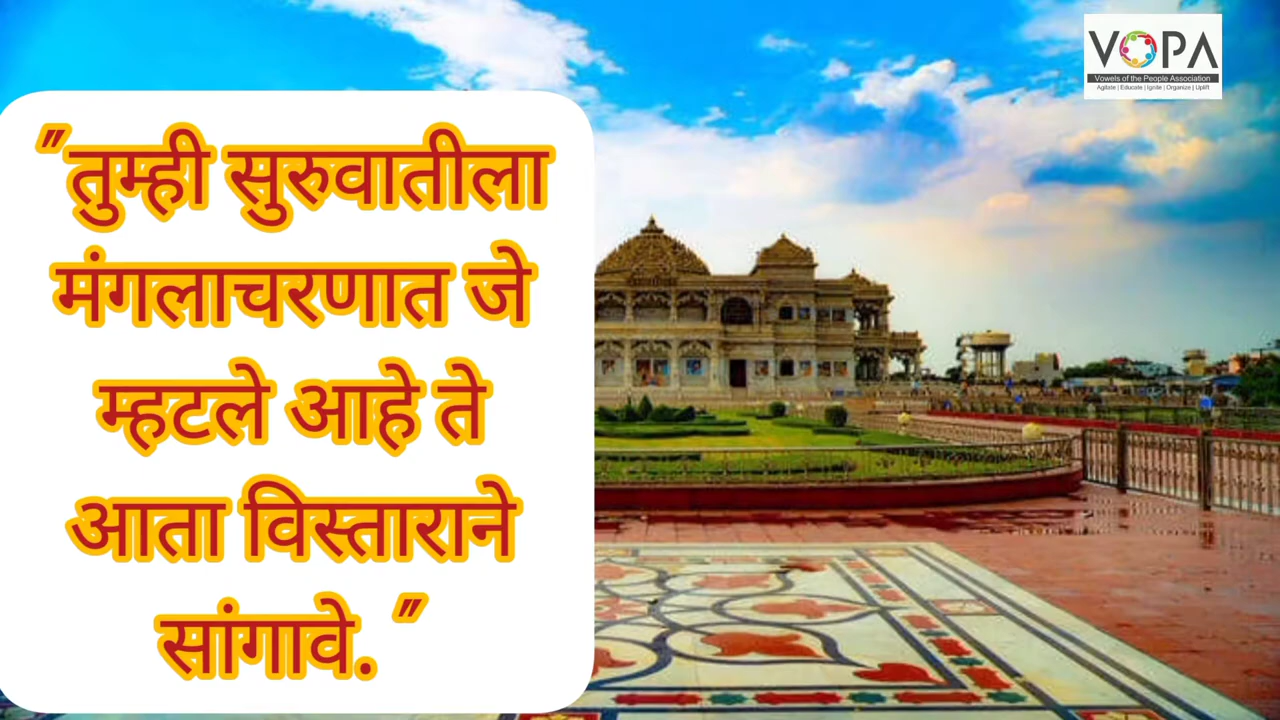 "तुम्ही सुरुवातीला
मंगलाचरणात जे
म्हटले आहे ते
आता विस्ताराने
सांगावे."
VOPA
Vowels of the People Association
Agitate | Educate | Ignite | Organize | Uplift